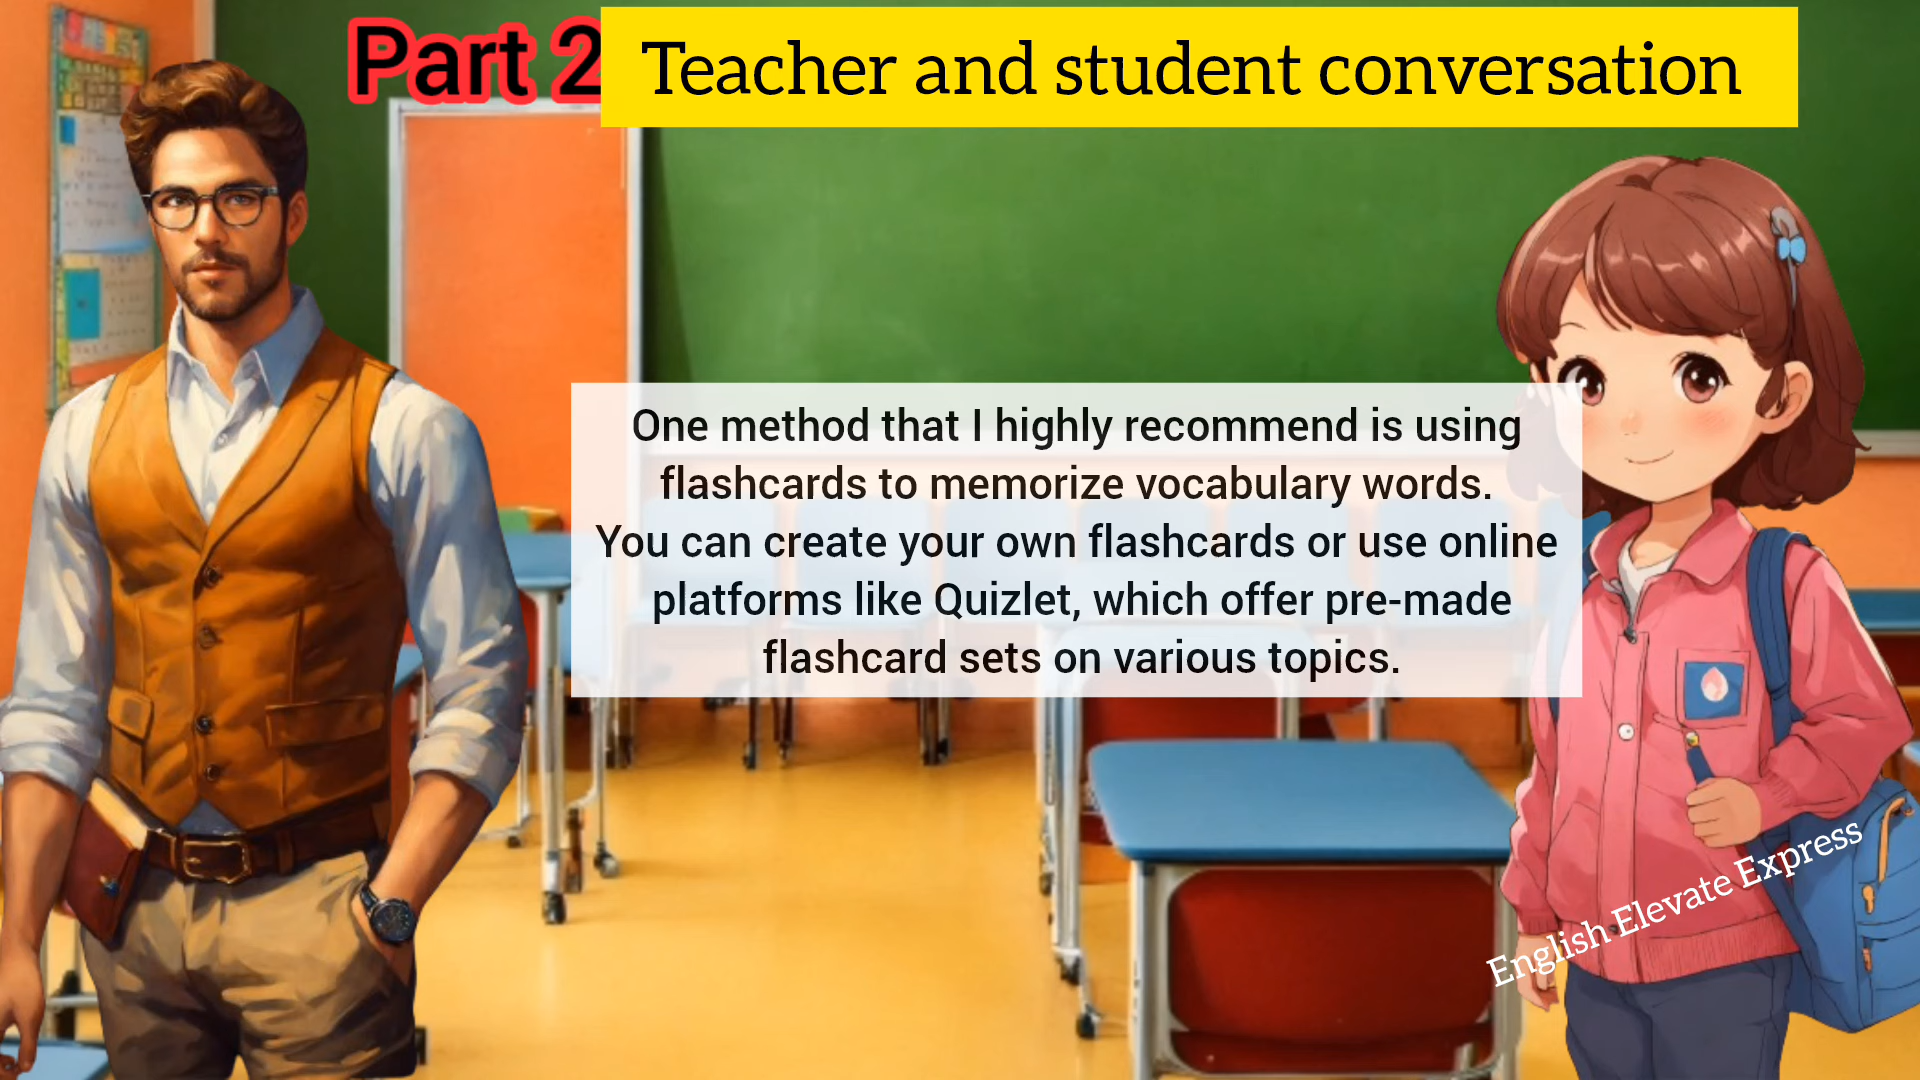 Part 2
Teacher and student conversation
One method that I highly recommend is using
flashcards to memorize vocabulary words.
You can create your own flashcards or use online
platforms like Quizlet, which offer pre-made
flashcard sets on various topics.
English Elevate Express